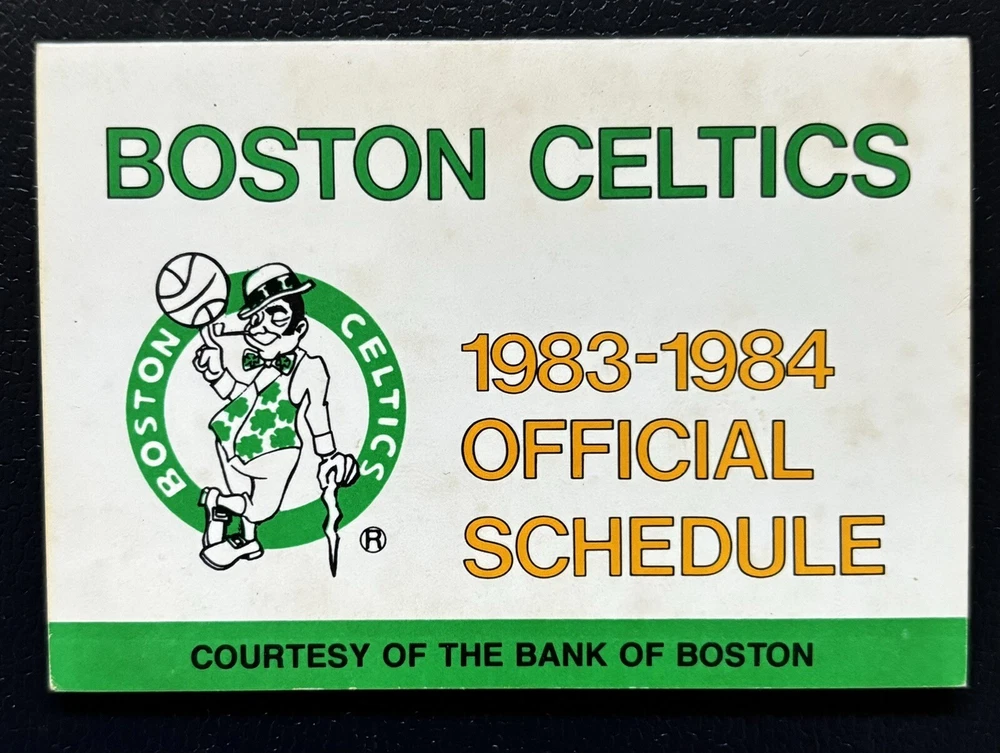 BOSTON CELTICS
BOSTON CELTICS
®
1983-1984
OFFICIAL
SCHEDULE
COURTESY OF THE BANK OF BOSTON